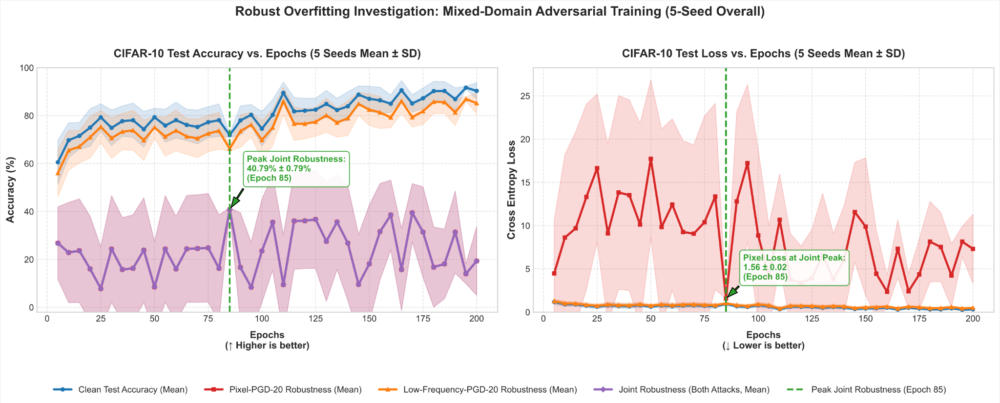 Robust Overfitting Investigation: Mixed-Domain Adversarial Training (5-Seed Overall)
CIFAR-10 Test Accuracy vs. Epochs (5 Seeds Mean ± SD)
Accuracy (%)
100
80
60
40
20
0
0 25 50 75 100 125 150 175 200
Peak Joint Robustness:
40.79% ± 0.79%
(Epoch 85)
Epochs
(↑ Higher is better)
CIFAR-10 Test Loss vs. Epochs (5 Seeds Mean ± SD)
Cross Entropy Loss
25
20
15
10
5
0
0 25 50 75 100 125 150 175 200
Pixel Loss at Joint Peak:
1.56 ± 0.02
(Epoch 85)
Epochs
(↓ Lower is better)
Clean Test Accuracy (Mean) Pixel-PGD-20 Robustness (Mean) Low-Frequency-PGD-20 Robustness (Mean) Joint Robustness (Both Attacks, Mean) Peak Joint Robustness (Epoch 85)